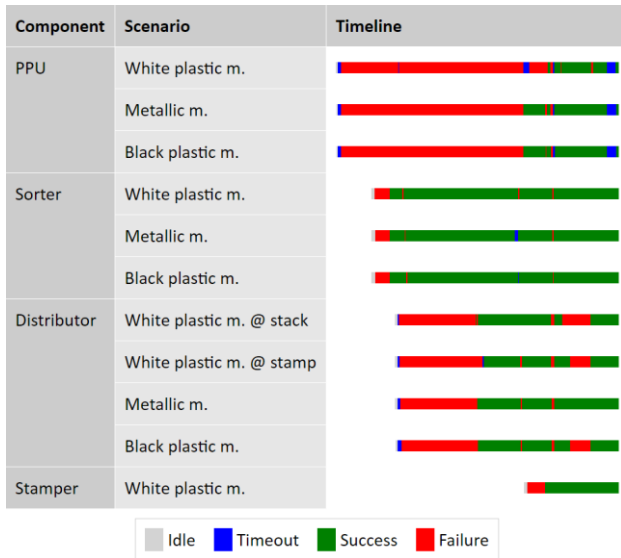 Component Scenario Timeline
PPU White plastic m.
Metallic m.
Black plastic m.
Sorter White plastic m.
Metallic m.
Black plastic m.
Distributor White plastic m. @ stack
White plastic m. @ stamp
Metallic m.
Black plastic m.
Stamper White plastic m.
Idle Timeout Success Failure